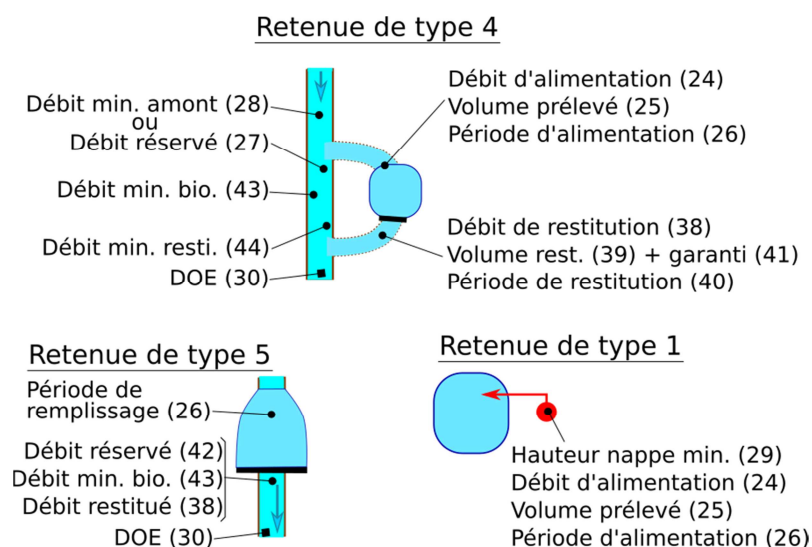 Retenue de type 4
Débit min. amont (28)
ou
Débit réservé (27)
Débit min. bio. (43)
Débit min. resti. (44)
DOE (30)
Débit d'alimentation (24)
Volume prélevé (25)
Période d'alimentation (26)
Débit de restitution (38)
Volume rest. (39) + garanti (41)
Période de restitution (40)
Retenue de type 5
Période de
remplissage (26)
Débit réservé (42)
Débit min. bio. (43)
Débit restitué (38)
DOE (30)
Retenue de type 1
Hauteur nappe min. (29)
Débit d'alimentation (24)
Volume prélevé (25)
Période d'alimentation (26)